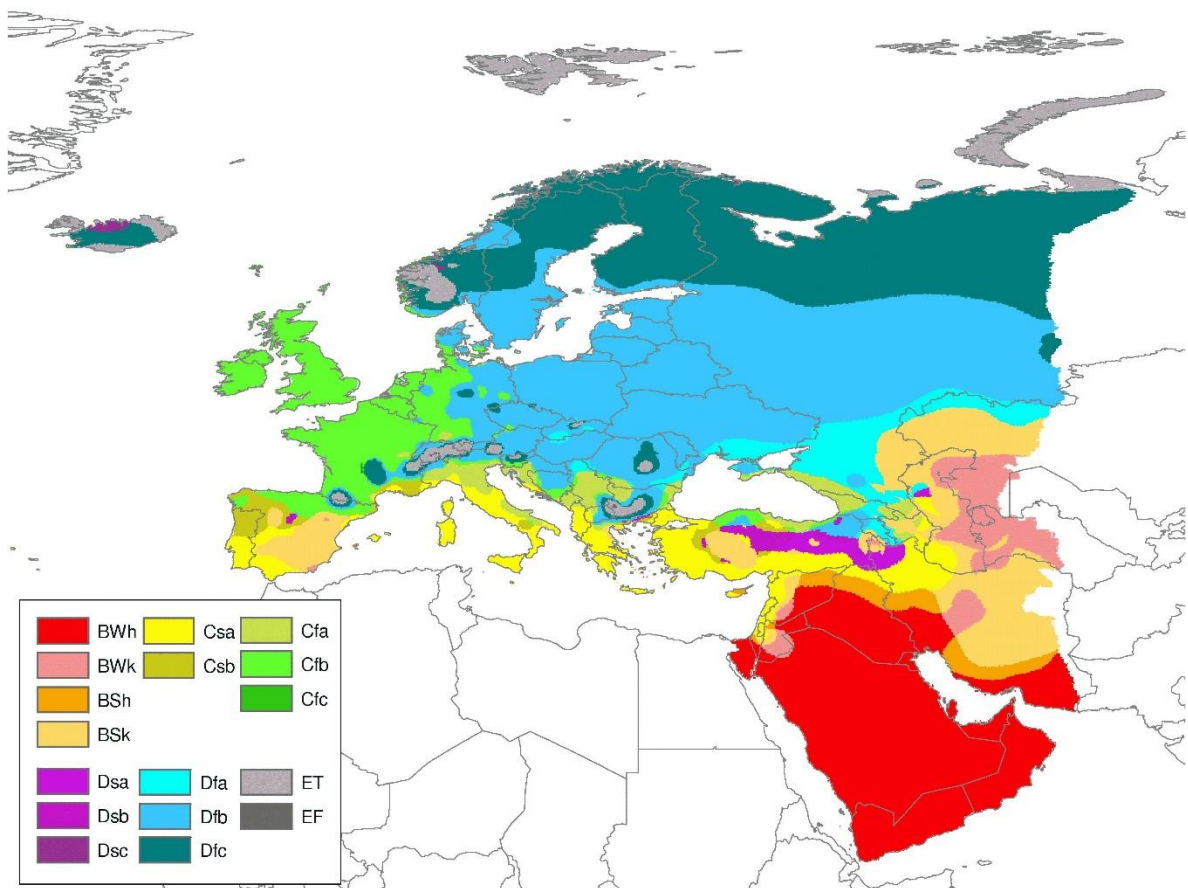 BWh
BWk
BSh
BSk
Csa
Csb
Cfa
Cfb
Cfc
Dsa
Dsb
Dsc
Dfa
Dfb
Dfc
ET
EF